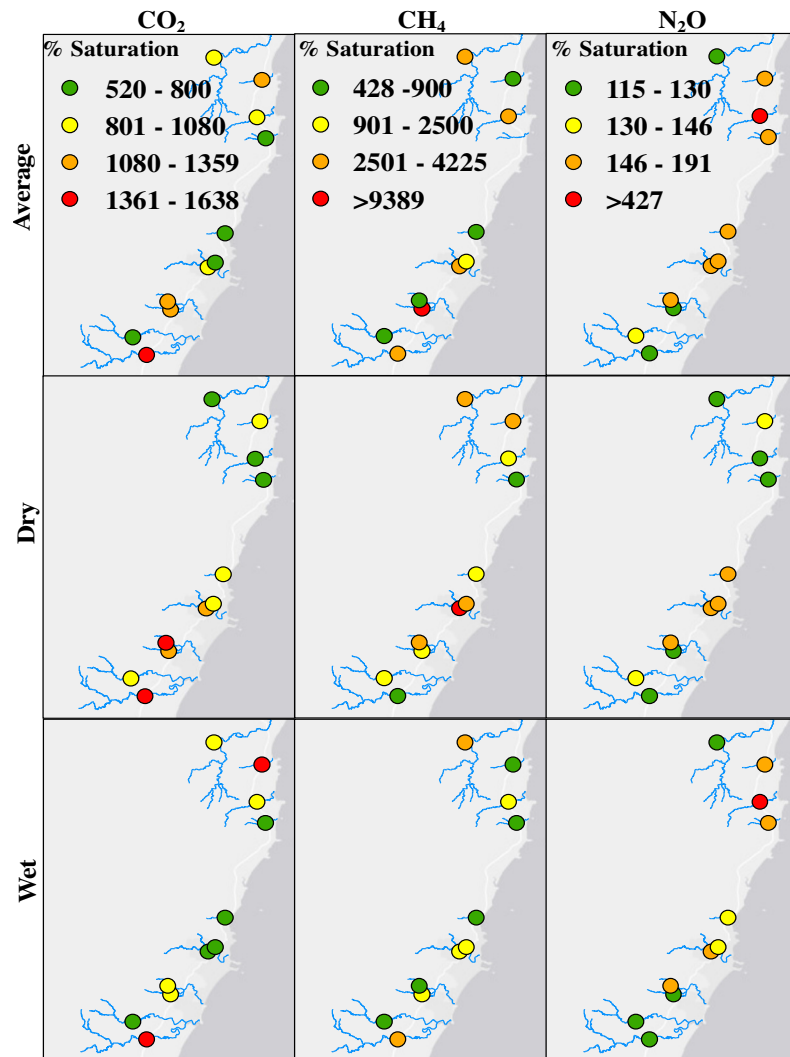 CO₂ CH₄ N₂O
Average
% Saturation
520 - 800
801 - 1080
1080 - 1359
1361 - 1638
% Saturation
428 -900
901 - 2500
2501 - 4225
>9389
% Saturation
115 - 130
130 - 146
146 - 191
>427
Dry
Wet